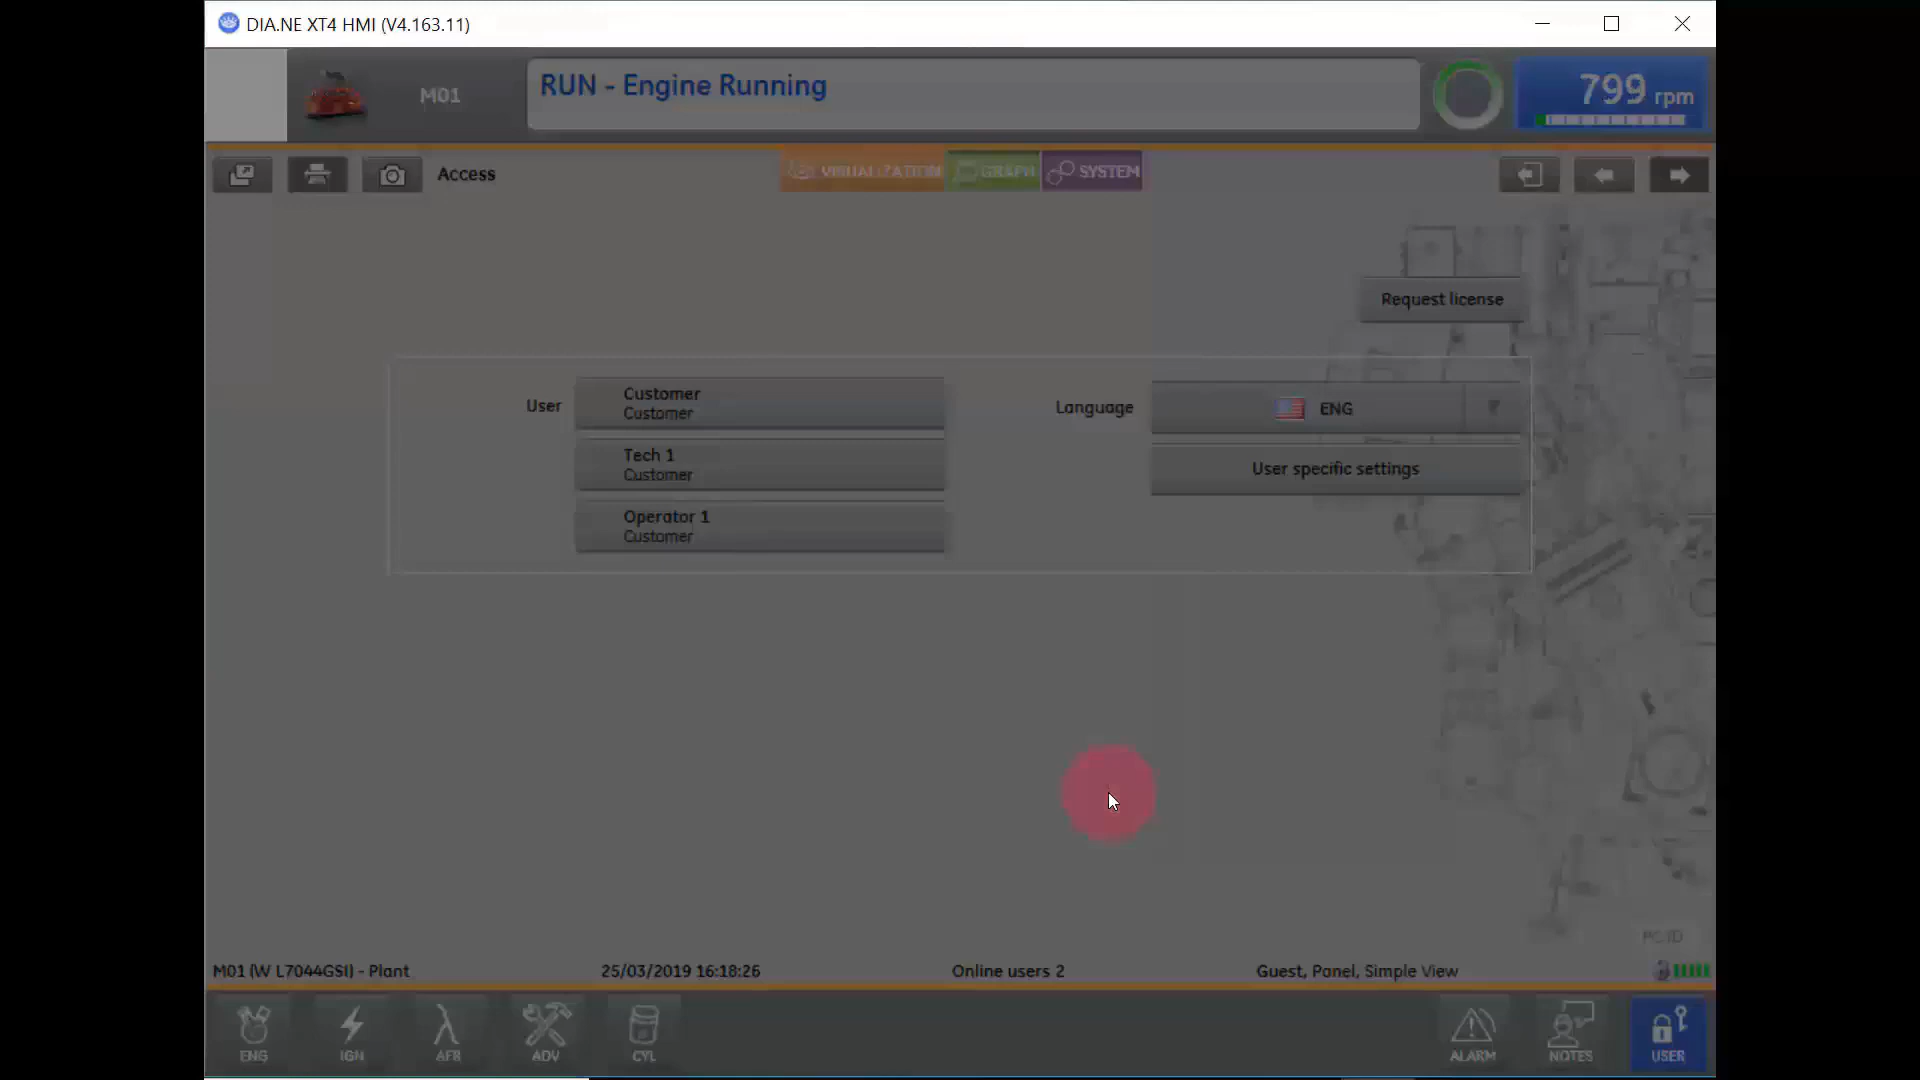 DIA.NE XT4 HMI (V4.163.11)
M01
RUN - Engine Running
799 rpm
Access
VISUALIZATION
GRAPH
SYSTEM
Request license
User
Customer
Customer
Tech 1
Customer
Operator 1
Customer
Language
ENG
User specific settings
PC.ID
M01 (W L7044GSI) - Plant
25/03/2019 16:18:26
Online users 2
Guest, Panel, Simple View
ENG
IGN
AFR
ADV
CYL
ALARM
NOTES
USER